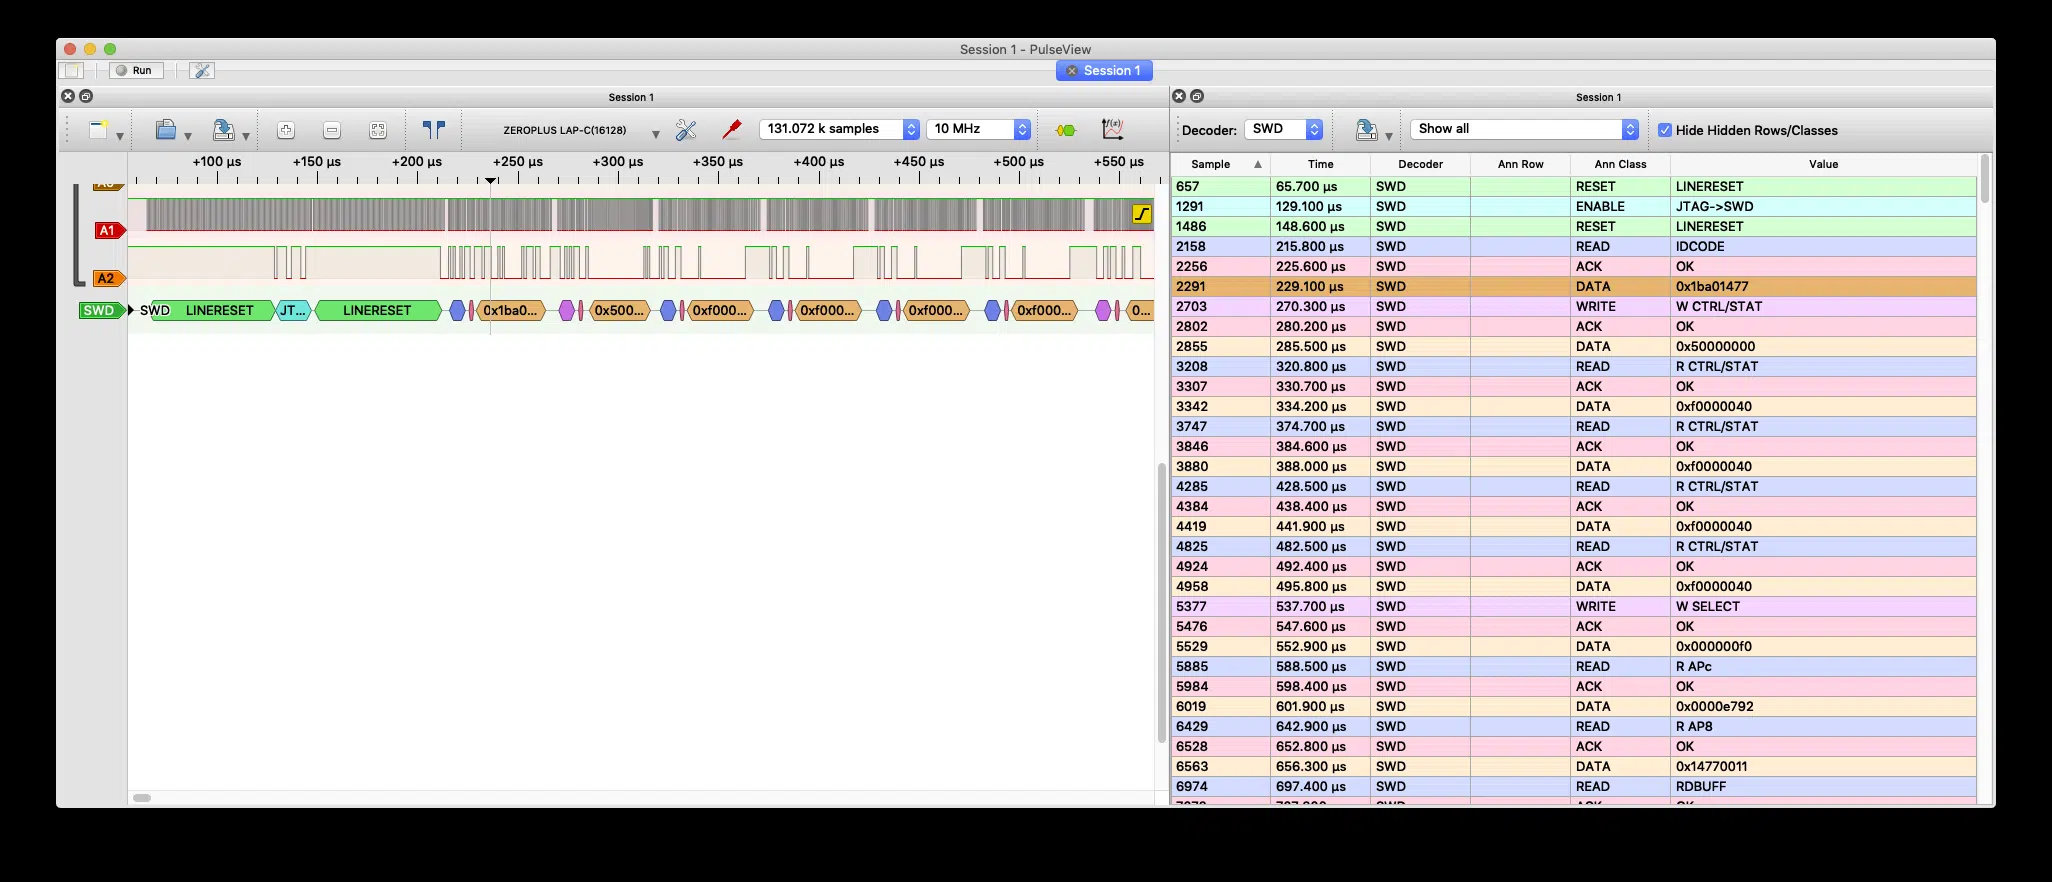 Session 1 - PulseView
Run
Session 1
Session 1
ZEROPLUS LAP-C(16128)
131.072 k samples
10 MHz
+100 µs +150 µs +200 µs +250 µs +300 µs +350 µs +400 µs +450 µs +500 µs +550 µs
A1
A2
SWD SWD LINERESET JT... LINERESET 0x1ba0... 0x500... 0xf000... 0xf000... 0xf000... 0xf000... 0...
Session 1
Decoder: SWD Show all Hide Hidden Rows/Classes
Sample Time Decoder Ann Row Ann Class Value
657 65.700 µs SWD RESET LINERESET
1291 129.100 µs SWD ENABLE JTAG->SWD
1486 148.600 µs SWD RESET LINERESET
2158 215.800 µs SWD READ IDCODE
2256 225.600 µs SWD ACK OK
2291 229.100 µs SWD DATA 0x1ba01477
2703 270.300 µs SWD WRITE W CTRL/STAT
2802 280.200 µs SWD ACK OK
2855 285.500 µs SWD DATA 0x50000000
3208 320.800 µs SWD READ R CTRL/STAT
3307 330.700 µs SWD ACK OK
3342 334.200 µs SWD DATA 0xf0000040
3747 374.700 µs SWD READ R CTRL/STAT
3846 384.600 µs SWD ACK OK
3880 388.000 µs SWD DATA 0xf0000040
4285 428.500 µs SWD READ R CTRL/STAT
4384 438.400 µs SWD ACK OK
4419 441.900 µs SWD DATA 0xf0000040
4825 482.500 µs SWD READ R CTRL/STAT
4924 492.400 µs SWD ACK OK
4958 495.800 µs SWD DATA 0xf0000040
5377 537.700 µs SWD WRITE W SELECT
5476 547.600 µs SWD ACK OK
5529 552.900 µs SWD DATA 0x000000f0
5885 588.500 µs SWD READ R APc
5984 598.400 µs SWD ACK OK
6019 601.900 µs SWD DATA 0x0000e792
6429 642.900 µs SWD READ R AP8
6528 652.800 µs SWD ACK OK
6563 656.300 µs SWD DATA 0x14770011
6974 697.400 µs SWD READ RDBUFF